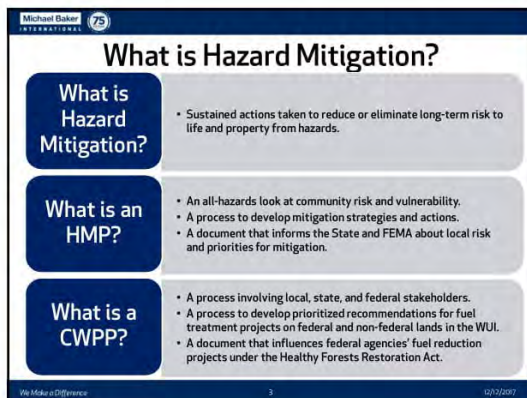 Michael Baker
INTERNATIONAL
75
What is Hazard Mitigation?
What is
Hazard
Mitigation?
• Sustained actions taken to reduce or eliminate long-term risk to
life and property from hazards.
What is an
HMP?
• An all-hazards look at community risk and vulnerability.
• A process to develop mitigation strategies and actions.
• A document that informs the State and FEMA about local risk
and priorities for mitigation.
What is a
CWPP?
• A process involving local, state, and federal stakeholders.
• A process to develop prioritized recommendations for fuel
treatment projects on federal and non-federal lands in the WUI.
• A document that influences federal agencies' fuel reduction
projects under the Healthy Forests Restoration Act.
We Make a Difference
3
12/12/2017